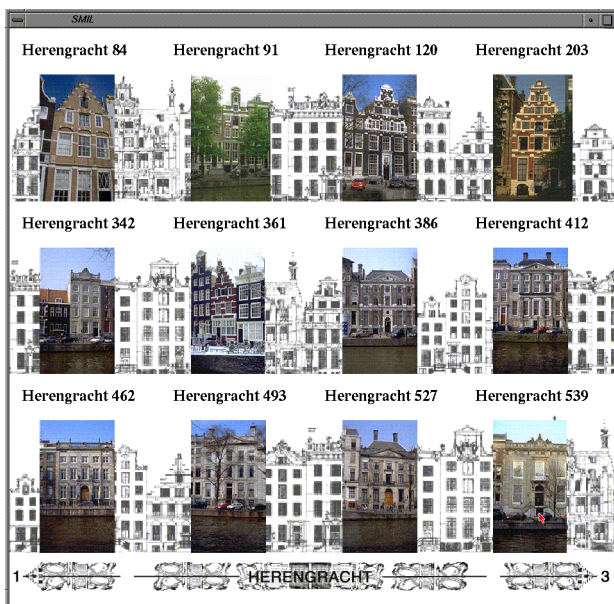 SMIL
Herengracht 84 Herengracht 91 Herengracht 120 Herengracht 203
Herengracht 342 Herengracht 361 Herengracht 386 Herengracht 412
Herengracht 462 Herengracht 493 Herengracht 527 Herengracht 539
1 HERENGRACHT 3